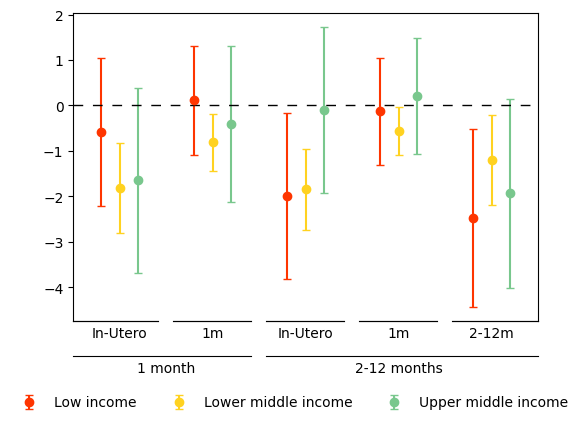 2
1
0
−1
−2
−3
−4
In-Utero 1m In-Utero 1m 2-12m
1 month 2-12 months
Low income Lower middle income Upper middle income